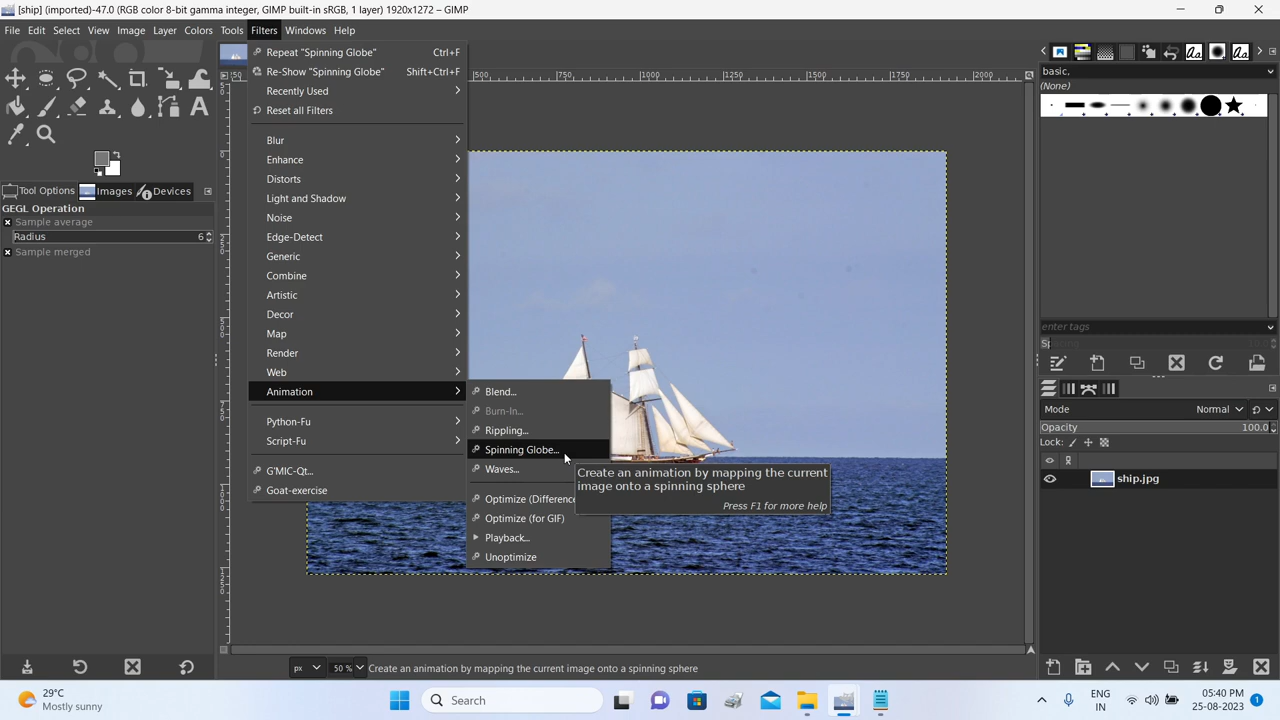 [ship] (imported)-47.0 (RGB color 8-bit gamma integer, GIMP built-in sRGB, 1 layer) 1920x1272 – GIMP
File Edit Select View Image Layer Colors Tools Filters Windows Help
Repeat "Spinning Globe" Ctrl+F
Re-Show "Spinning Globe" Shift+Ctrl+F
Recently Used
Reset all Filters
Blur
Enhance
Distorts
Light and Shadow
Noise
Edge-Detect
Generic
Combine
Artistic
Decor
Map
Render
Web
Animation
Python-Fu
Script-Fu
G'MIC-Qt...
Goat-exercise
Blend...
Burn-In...
Rippling...
Spinning Globe...
Waves...
Optimize (Difference
Optimize (for GIF)
Playback...
Unoptimize
Create an animation by mapping the current
image onto a spinning sphere
Press F1 for more help
Tool Options Images Devices
GEGL Operation
Sample average
Radius 6
Sample merged
500 750 1000 1250 1500 1750 2000
basic,
(None)
enter tags
Mode Normal
Opacity 100.0
Lock:
ship.jpg
px 50 % Create an animation by mapping the current image onto a spinning sphere
29°C
Mostly sunny
Search
ENG
IN
05:40 PM
25-08-2023
1